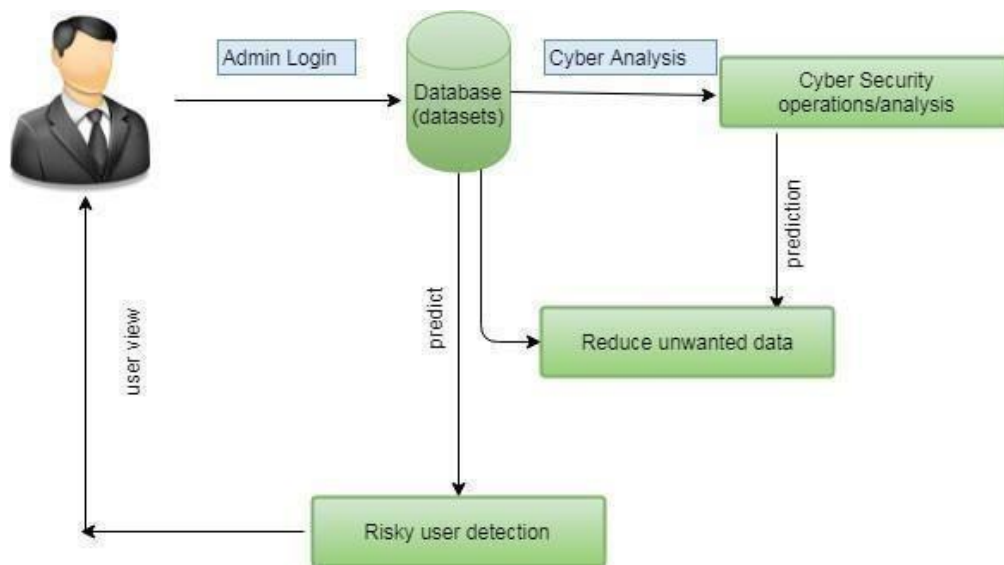 Admin Login
Database
(datasets)
Cyber Analysis
Cyber Security
operations/analysis
prediction
predict
user view
Reduce unwanted data
Risky user detection